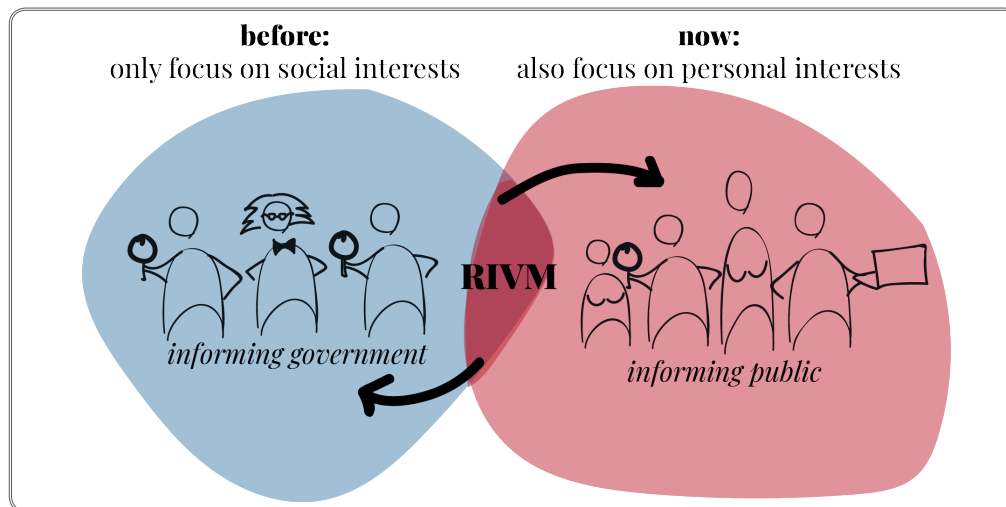 before:
only focus on social interests
now:
also focus on personal interests
RIVM
informing government
informing public